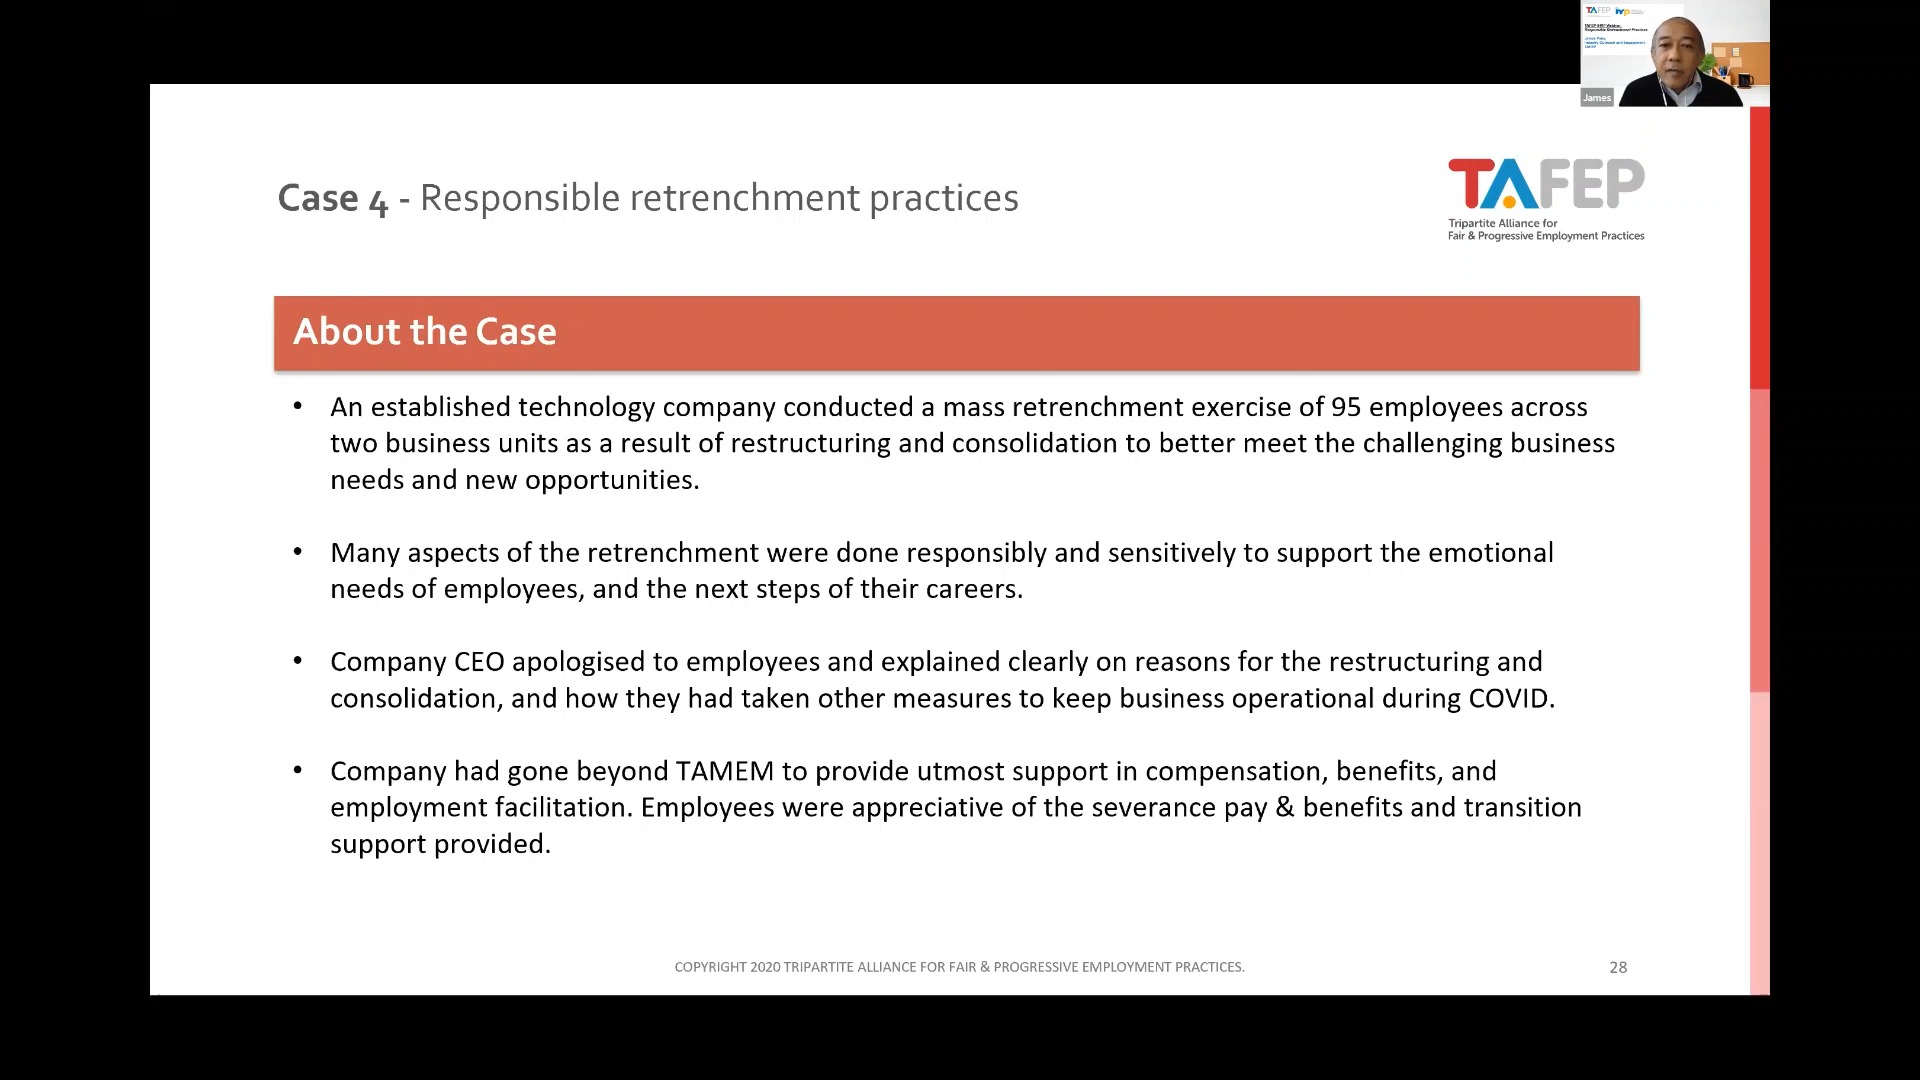 TAFEP
James
Case 4 - Responsible retrenchment practices
TAFEP
Tripartite Alliance for
Fair & Progressive Employment Practices
About the Case
• An established technology company conducted a mass retrenchment exercise of 95 employees across
two business units as a result of restructuring and consolidation to better meet the challenging business
needs and new opportunities.
• Many aspects of the retrenchment were done responsibly and sensitively to support the emotional
needs of employees, and the next steps of their careers.
• Company CEO apologised to employees and explained clearly on reasons for the restructuring and
consolidation, and how they had taken other measures to keep business operational during COVID.
• Company had gone beyond TAMEM to provide utmost support in compensation, benefits, and
employment facilitation. Employees were appreciative of the severance pay & benefits and transition
support provided.
COPYRIGHT 2020 TRIPARTITE ALLIANCE FOR FAIR & PROGRESSIVE EMPLOYMENT PRACTICES.
28